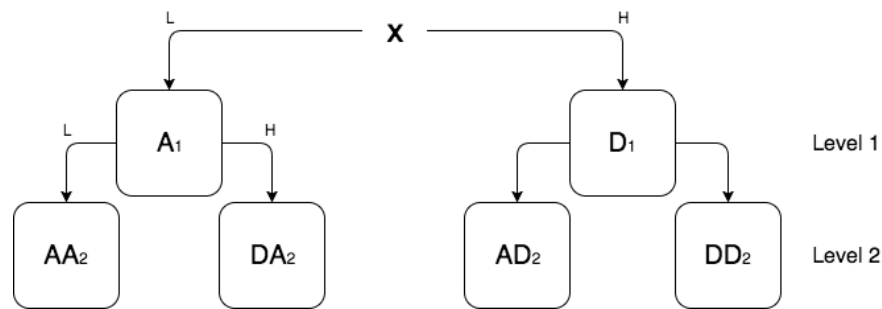 L X H
A₁ D₁ Level 1
L H
AA₂ DA₂ AD₂ DD₂ Level 2